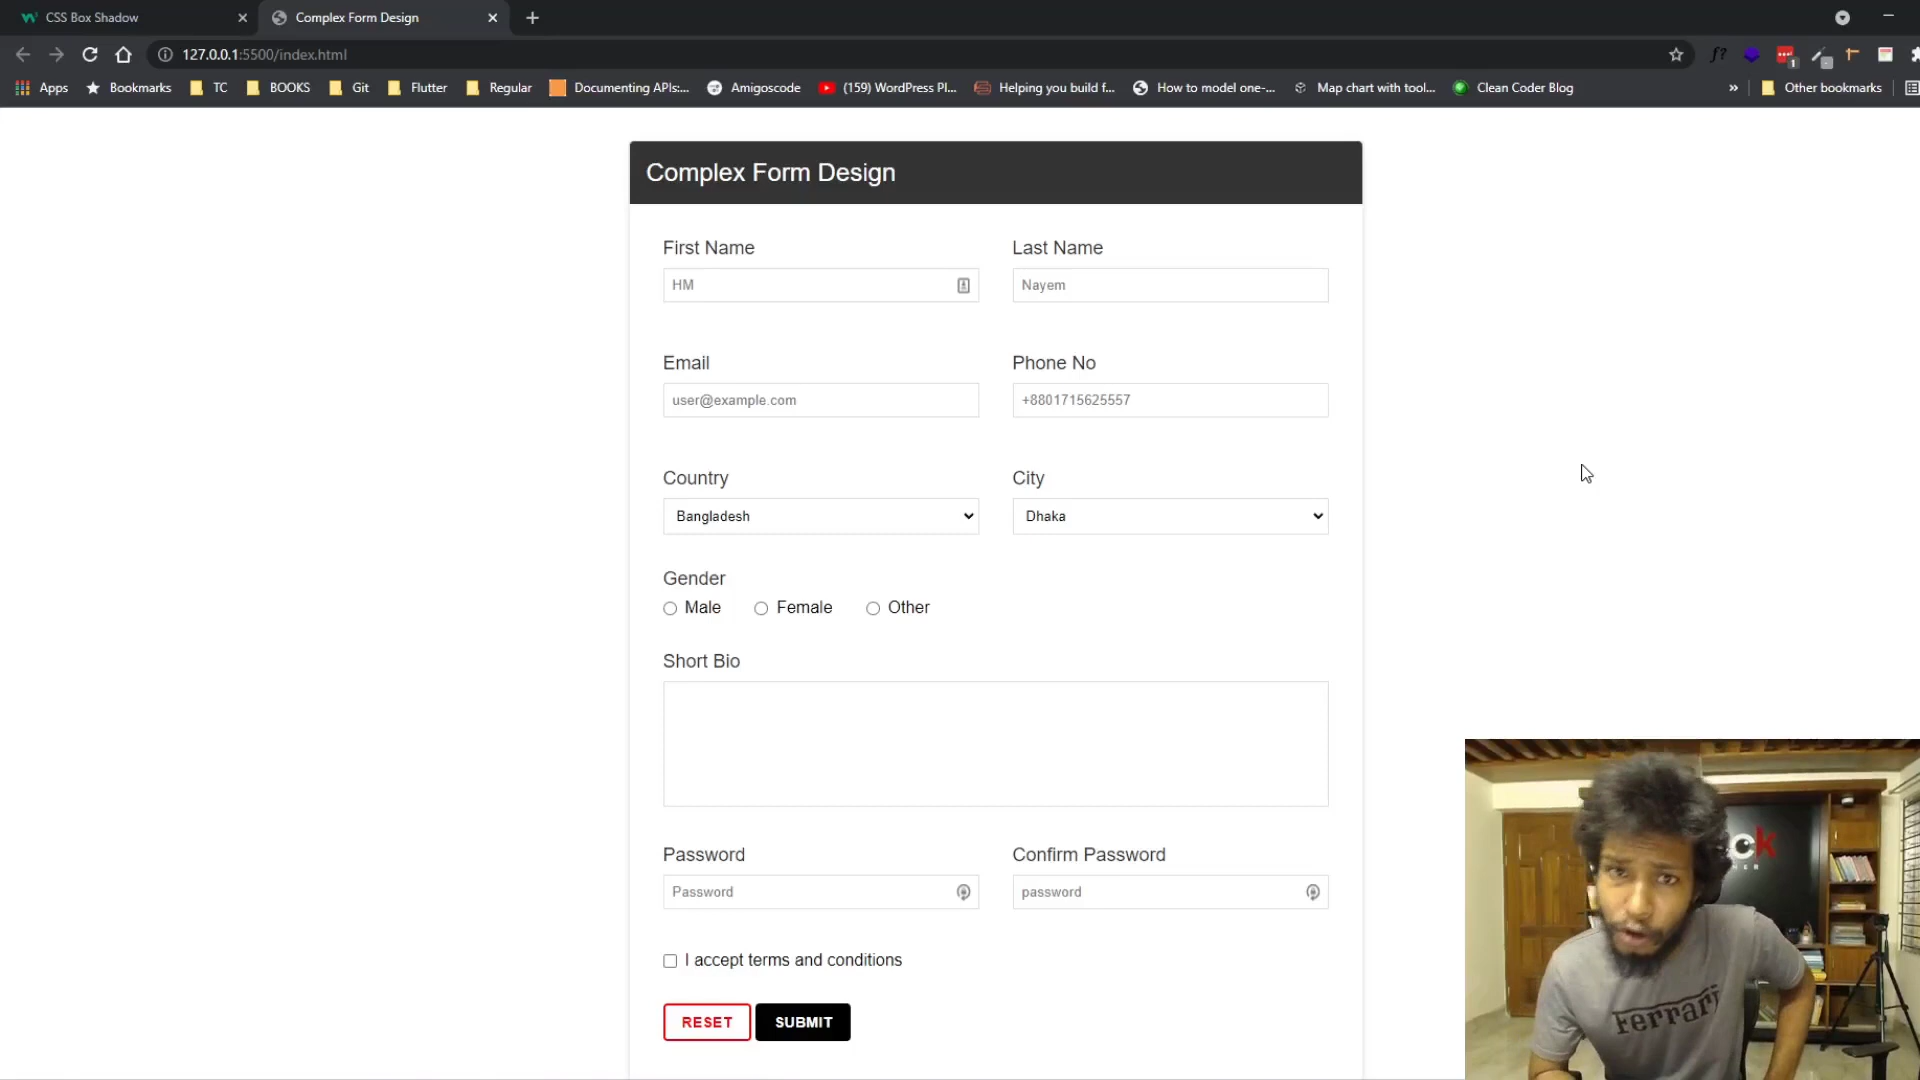 CSS Box Shadow
Complex Form Design
127.0.0.1:5500/index.html
f?
1
Apps
Bookmarks
TC
BOOKS
Git
Flutter
Regular
Documenting APIs:...
Amigoscode
(159) WordPress Pl...
Helping you build f...
How to model one-...
Map chart with tool...
Clean Coder Blog
»
Other bookmarks
Complex Form Design
First Name
Last Name
HM
Nayem
Email
Phone No
user@example.com
+8801715625557
Country
City
Bangladesh
Dhaka
Gender
Male
Female
Other
Short Bio
Password
Confirm Password
Password
password
I accept terms and conditions
RESET
SUBMIT
Ferrari